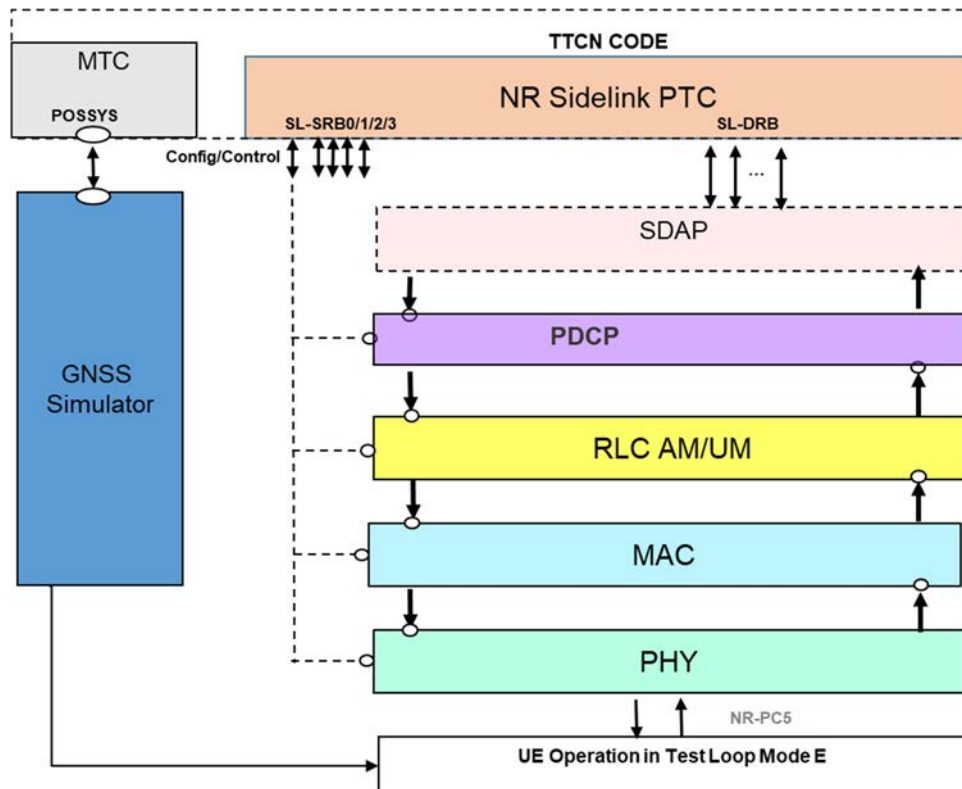 TTCN CODE
MTC
NR Sidelink PTC
POSSYS
SL-SRB0/1/2/3
SL-DRB
Config/Control
...
SDAP
PDCP
GNSS
Simulator
RLC AM/UM
MAC
PHY
NR-PC5
UE Operation in Test Loop Mode E